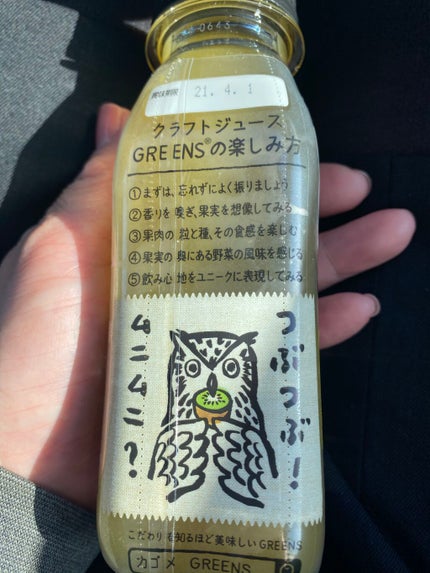 0643
賞味期限 21. 4. 1
クラフトジュース
GREENS®の楽しみ方
①まずは、忘れずによく振りましょう
②香りを嗅ぎ、果実を想像してみる
③果肉の粒と種、その食感を楽しむ
④果実の奥にある野菜の風味を感じる
⑤飲み心地をユニークに表現してみる
つぶつぶ!
ムニムニ?
こだわりを知るほど美味しいGREENS
カゴメ GREENS